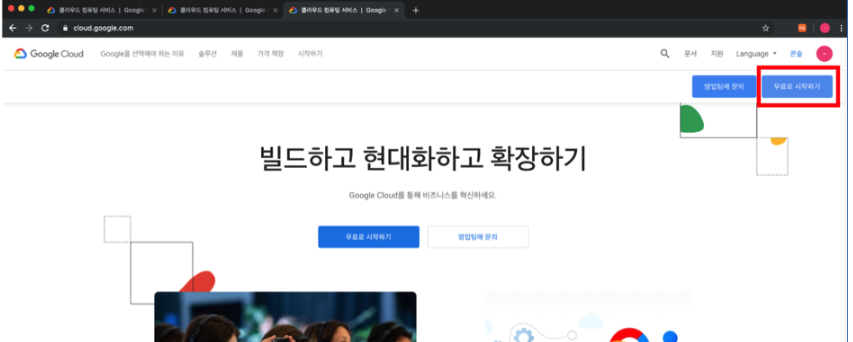 클라우드 컴퓨팅 서비스 | Google
클라우드 컴퓨팅 서비스 | Google
클라우드 컴퓨팅 서비스 | Google
cloud.google.com
Google Cloud Google을 선택해야 하는 이유 솔루션 제품 가격 책정 시작하기 문서 지원 Language 콘솔
영업팀에 문의 무료로 시작하기
빌드하고 현대화하고 확장하기
Google Cloud를 통해 비즈니스를 혁신하세요.
무료로 시작하기 영업팀에 문의